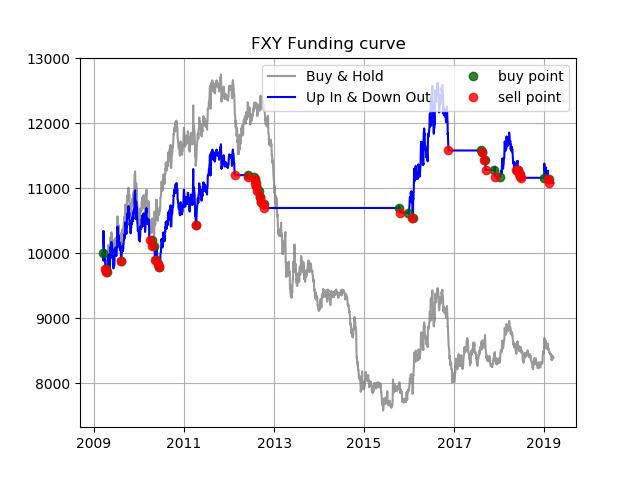 FXY Funding curve
13000
12000
11000
10000
9000
8000
Buy & Hold
Up In & Down Out
buy point
sell point
2009 2011 2013 2015 2017 2019